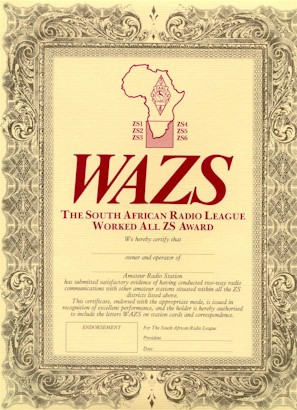 ZS1 ZS4
ZS2 ZS5
ZS3 ZS6
WAZS
THE SOUTH AFRICAN RADIO LEAGUE
WORKED ALL ZS AWARD
We hereby certify that
owner and operator of
Amateur Radio Station
has submitted satisfactory evidence of having conducted two-way radio
communications with other amateur stations situated within all the ZS
districts listed above.
This certificate, endorsed with the appropriate mode, is issued in
recognition of excellent performance, and the holder is hereby authorised
to include the letters WAZS on station cards and correspondence.
ENDORSEMENT
For The South African Radio League
President
Date